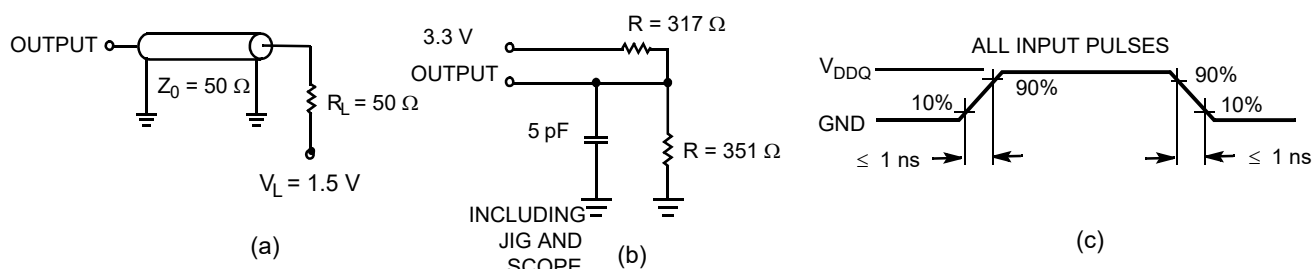 OUTPUT
Z0 = 50 Ω
RL = 50 Ω
VL = 1.5 V
(a)
R = 317 Ω
3.3 V
OUTPUT
5 pF
R = 351 Ω
INCLUDING
JIG AND
SCOPE
(b)
ALL INPUT PULSES
VDDQ
GND
10%
90%
90%
10%
≤ 1 ns
≤ 1 ns
(c)